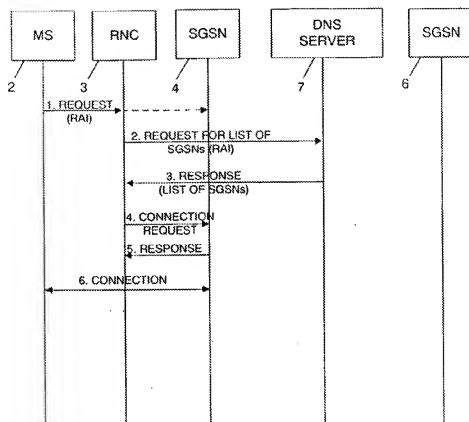 MS
RNC
SGSN
DNS
SERVER
SGSN
2
3
4
7
6
1. REQUEST
(RAI)
2. REQUEST FOR LIST OF
SGSNs (RAI)
3. RESPONSE
(LIST OF SGSNs)
4. CONNECTION
REQUEST
5. RESPONSE
6. CONNECTION